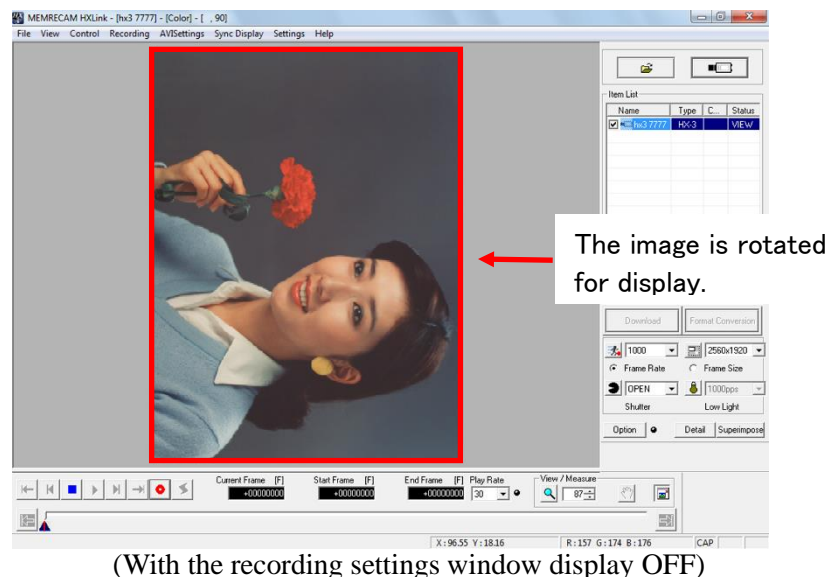 MEMRECAM HXLink - [hx3 7777] - [Color] - [ , 90]
File View Control Recording AVISettings Sync Display Settings Help
Item List
Name Type C... Status
hx3 7777 HX-3 VIEW
The image is rotated
for display.
Download Format Conversion
1000 2560x1920
Frame Rate Frame Size
OPEN 1000pps
Shutter Low Light
Option Detail Superimpose
Current Frame [F] Start Frame [F] End Frame [F] Play Rate View / Measure
+00000000 +00000000 +00000000 30 87
X : 96.55 Y : 18.16 R : 157 G : 174 B : 176 CAP
(With the recording settings window display OFF)